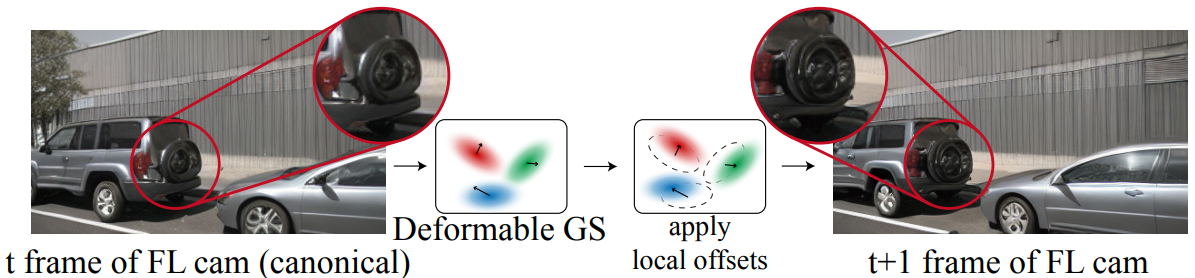 Deformable GS
apply
local offsets
t frame of FL cam (canonical)
t+1 frame of FL cam